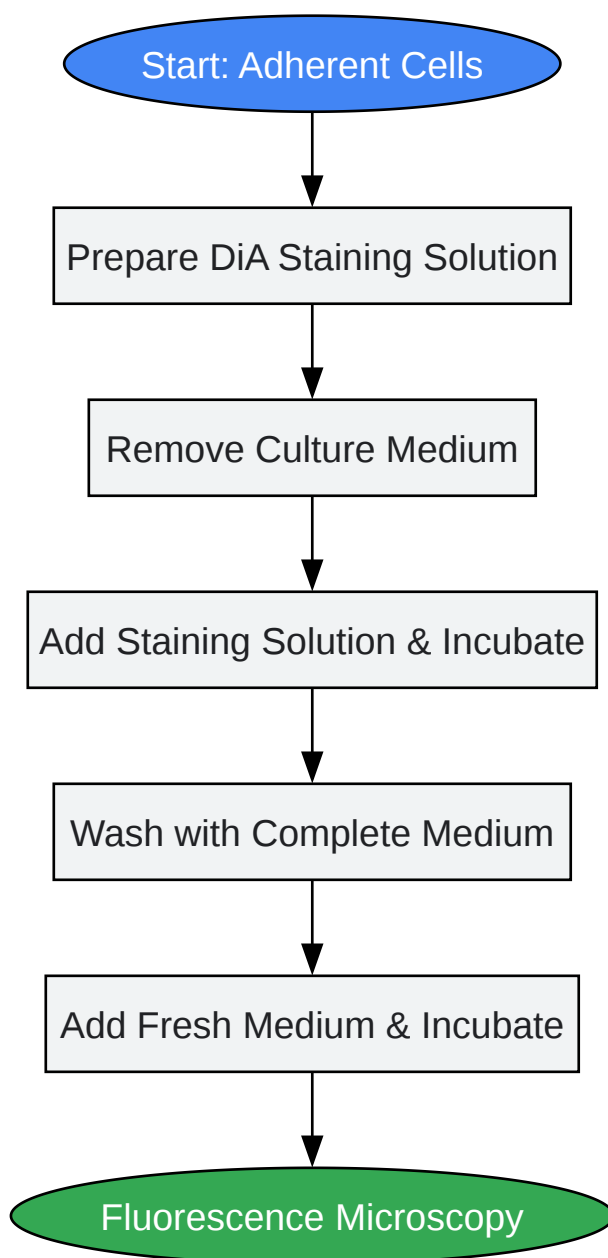 Start: Adherent Cells
Prepare DiA Staining Solution
Remove Culture Medium
Add Staining Solution & Incubate
Wash with Complete Medium
Add Fresh Medium & Incubate
Fluorescence Microscopy